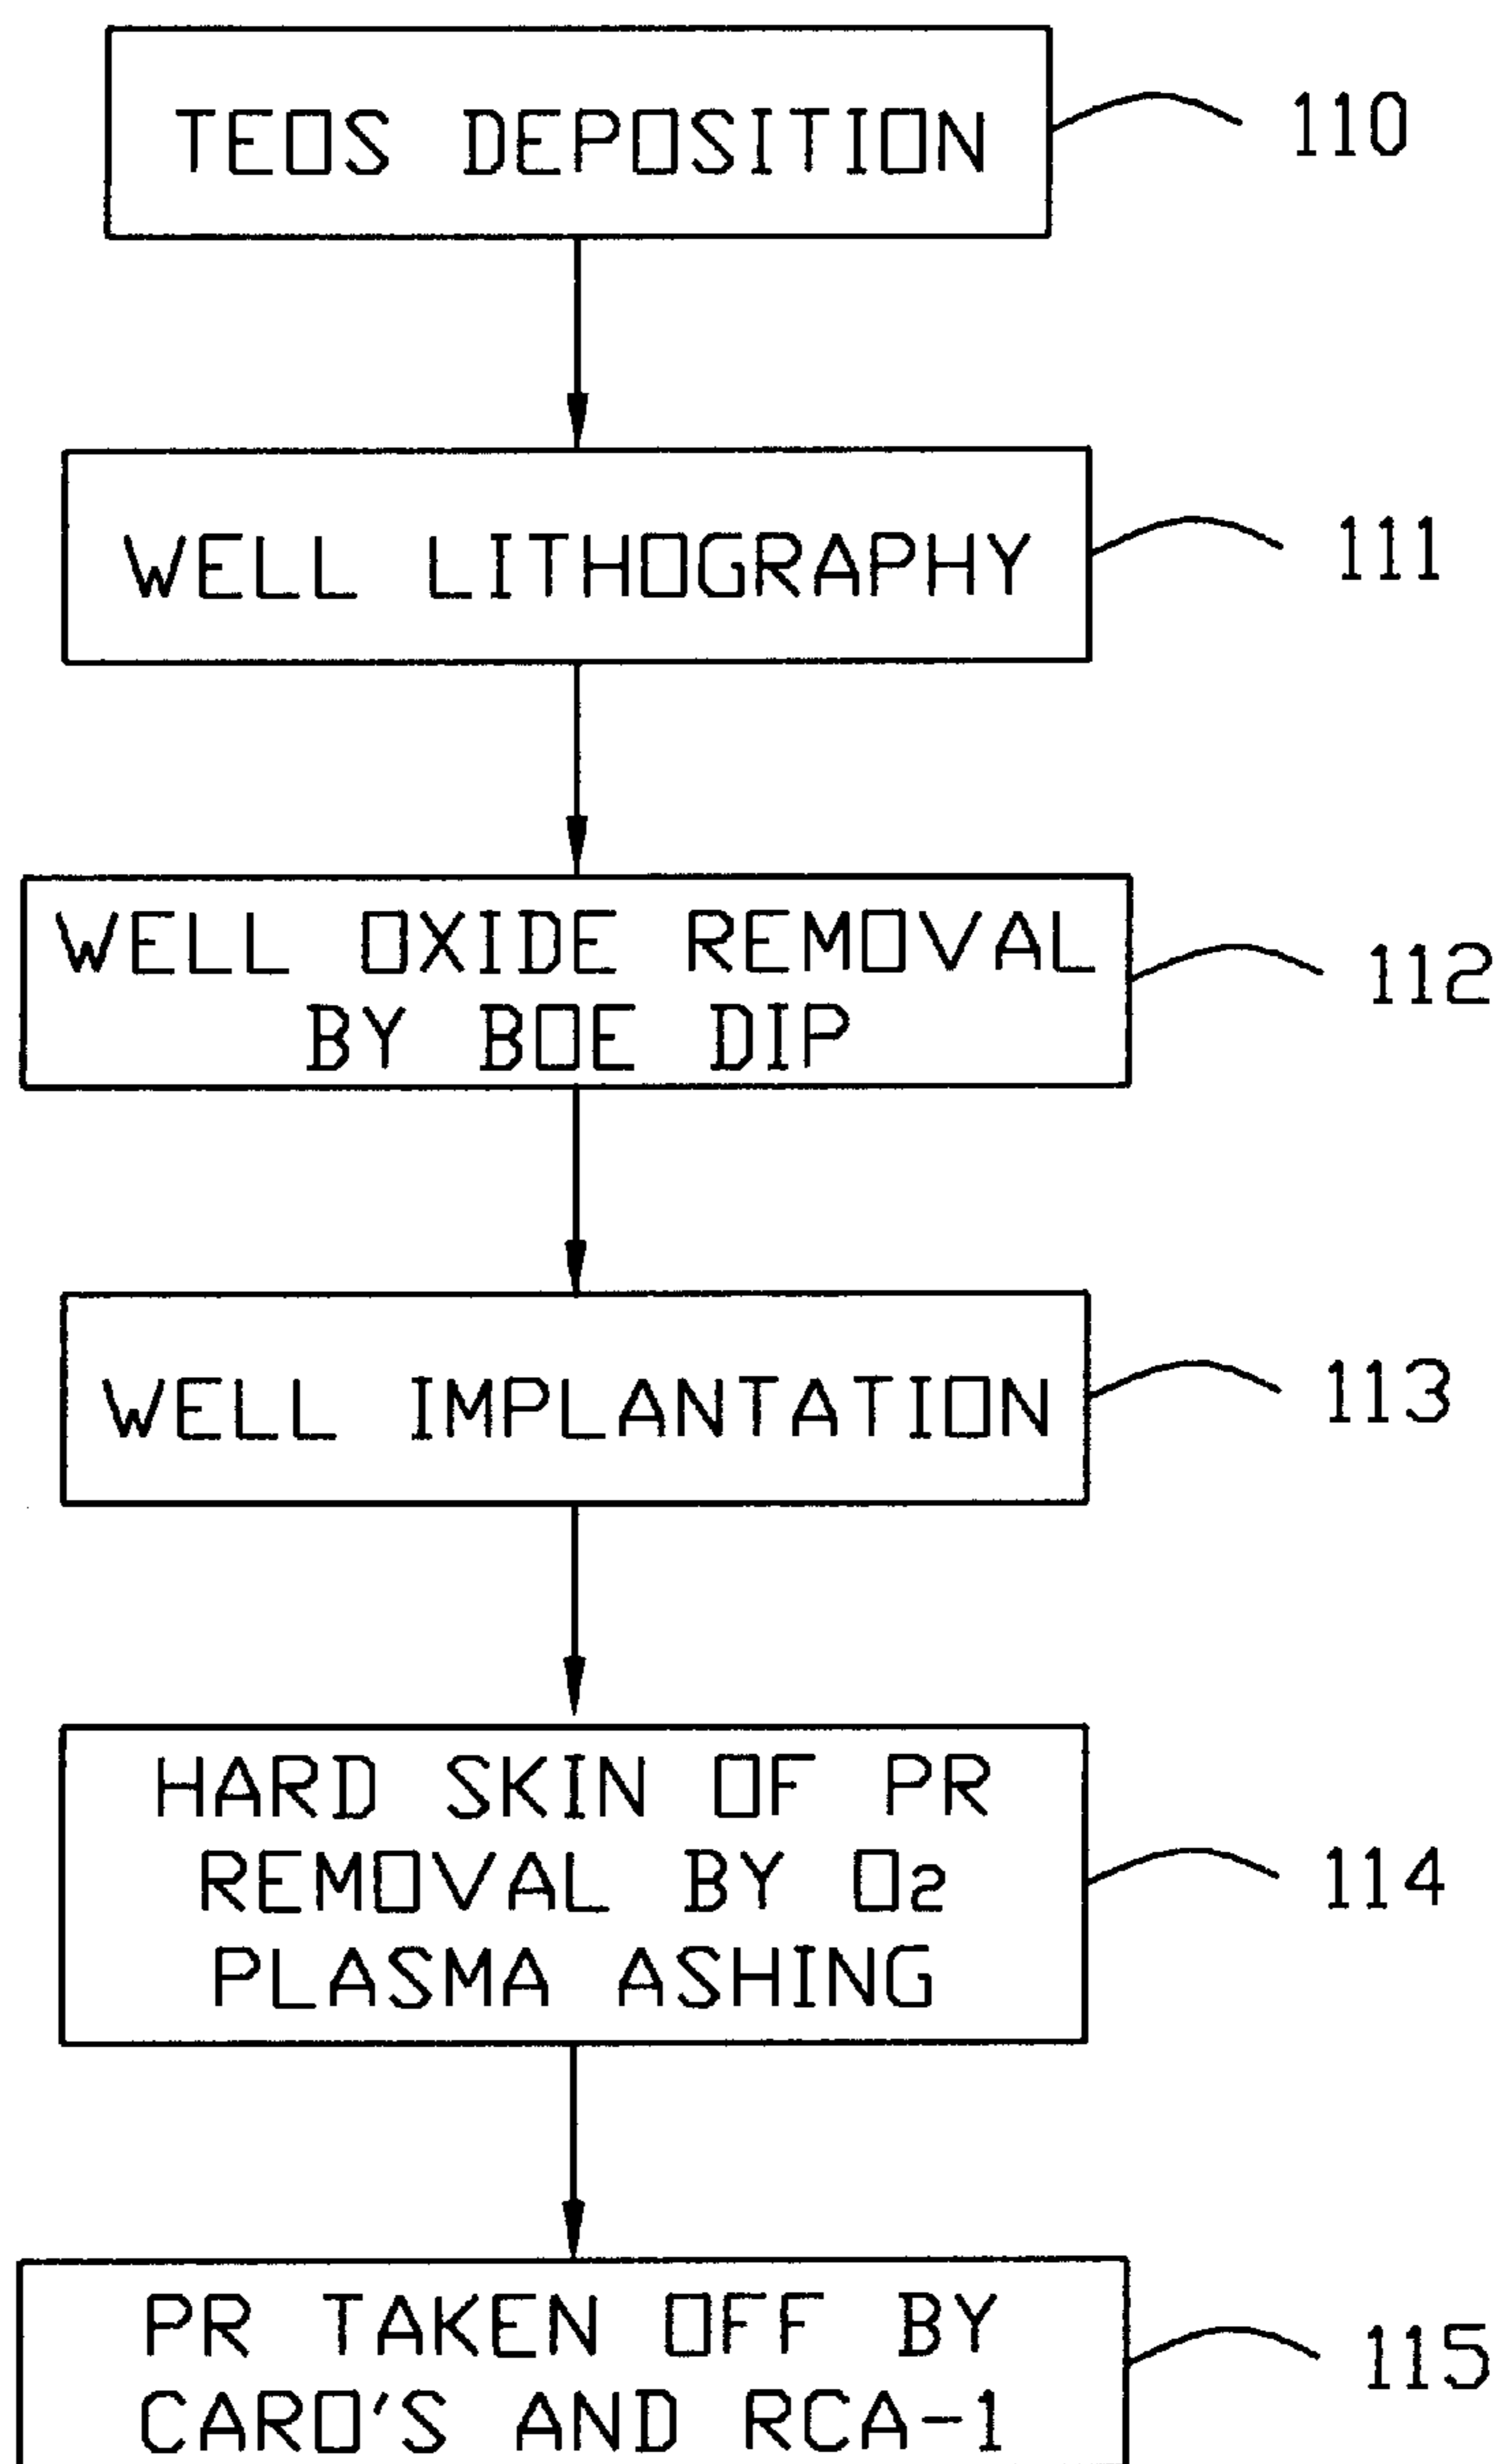 TEOS DEPOSITION
110
WELL LITHOGRAPHY
111
WELL OXIDE REMOVAL
BY BOE DIP
112
WELL IMPLANTATION
113
HARD SKIN OF PR
REMOVAL BY O₂
PLASMA ASHING
114
PR TAKEN OFF BY
CARO'S AND RCA-1
115